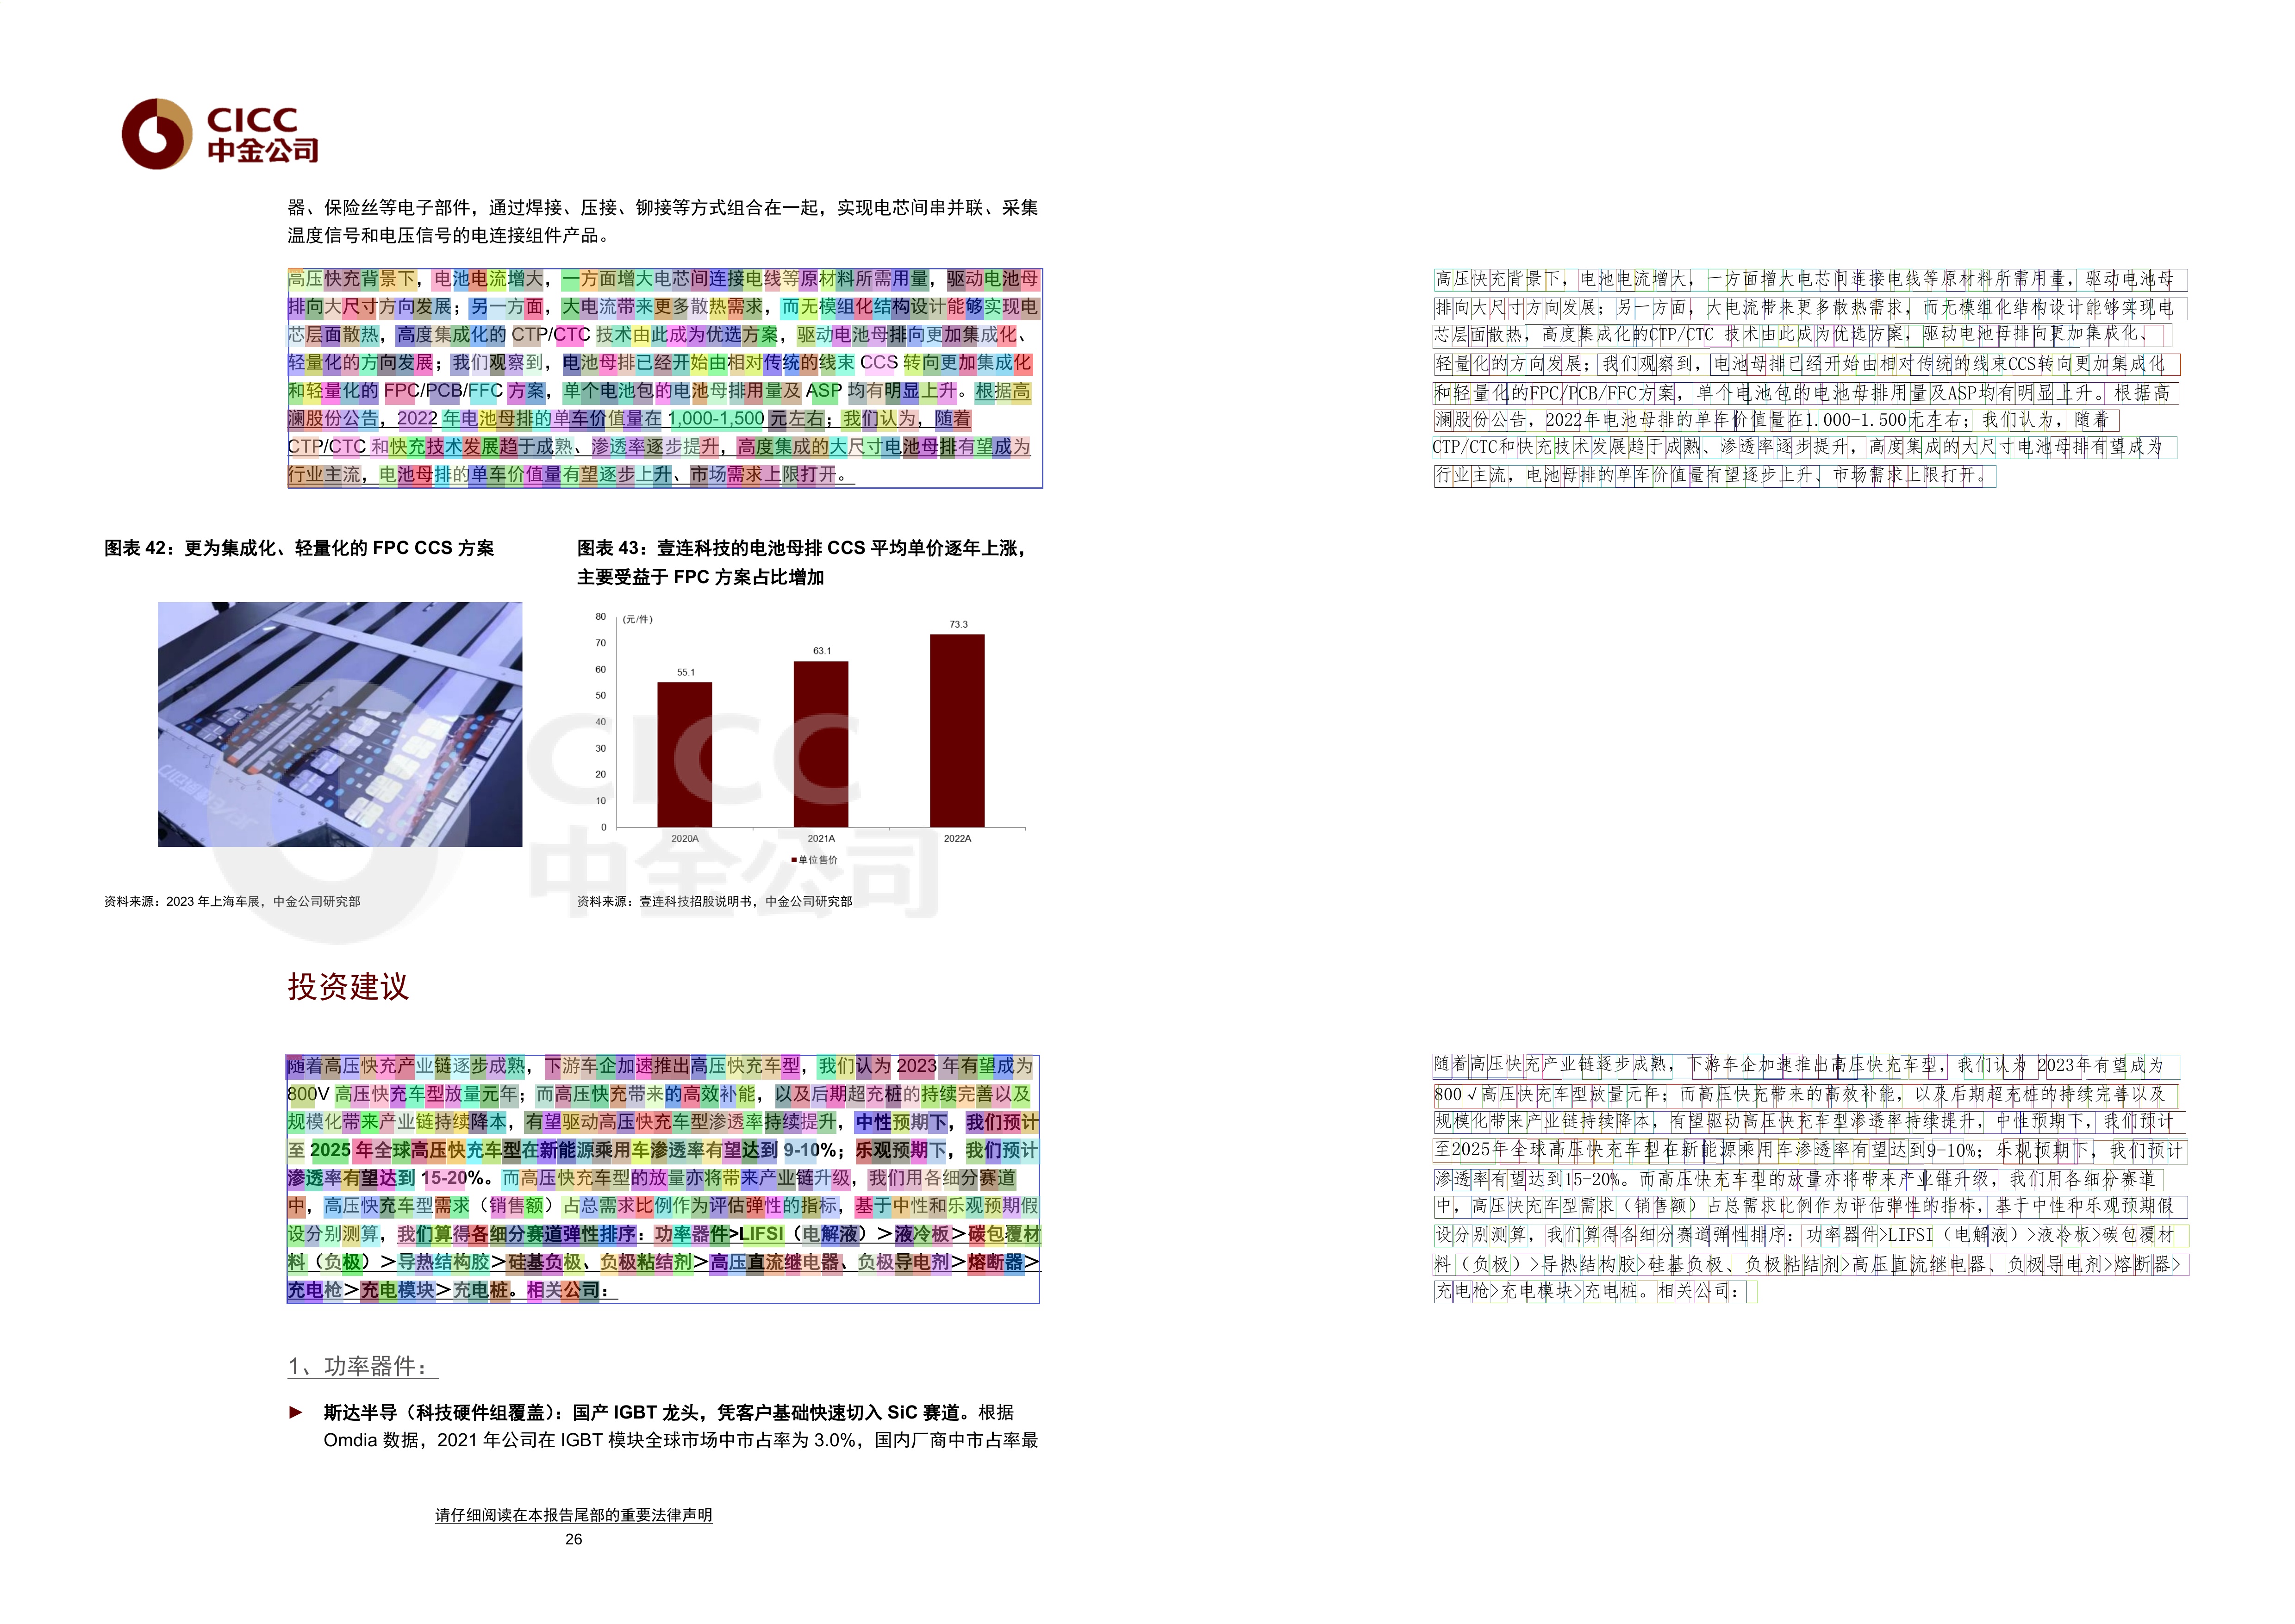 CICC
中金公司
器、保险丝等电子部件，通过焊接、压接、铆接等方式组合在一起，实现电芯间串并联、采集
温度信号和电压信号的电连接组件产品。
高压快充背景下，电池电流增大，一方面增大电芯间连接电线等原材料所需用量，驱动电池母
排向大尺寸方向发展；另一方面，大电流带来更多散热需求，而无模组化结构设计能够实现电
芯层面散热，高度集成化的 CTP/CTC 技术由此成为优选方案，驱动电池母排向更加集成化、
轻量化的方向发展；我们观察到，电池母排已经开始由相对传统的线束 CCS 转向更加集成化
和轻量化的 FPC/PCB/FFC 方案，单个电池包的电池母排用量及 ASP 均有明显上升。根据高
澜股份公告，2022 年电池母排的单车价值量在 1,000-1,500 元左右；我们认为，随着
CTP/CTC 和快充技术发展趋于成熟、渗透率逐步提升，高度集成的大尺寸电池母排有望成为
行业主流，电池母排的单车价值量有望逐步上升、市场需求上限打开。
图表 42：更为集成化、轻量化的 FPC CCS 方案
图表 43：壹连科技的电池母排 CCS 平均单价逐年上涨，
主要受益于 FPC 方案占比增加
(元/件)
80
70
60
50
40
30
20
10
0
55.1
63.1
73.3
2020A
2021A
2022A
■单位售价
CICC
中金公司
资料来源：2023 年上海车展，中金公司研究部
资料来源：壹连科技招股说明书，中金公司研究部
投资建议
随着高压快充产业链逐步成熟，下游车企加速推出高压快充车型，我们认为 2023 年有望成为
800V 高压快充车型放量元年；而高压快充带来的高效补能，以及后期超充桩的持续完善以及
规模化带来产业链持续降本，有望驱动高压快充车型渗透率持续提升，中性预期下，我们预计
至 2025 年全球高压快充车型在新能源乘用车渗透率有望达到 9-10%；乐观预期下，我们预计
渗透率有望达到 15-20%。而高压快充车型的放量亦将带来产业链升级，我们用各细分赛道
中，高压快充车型需求（销售额）占总需求比例作为评估弹性的指标，基于中性和乐观预期假
设分别测算，我们算得各细分赛道弹性排序：功率器件>LIFSI（电解液）>液冷板>碳包覆材
料（负极）>导热结构胶>硅基负极、负极粘结剂>高压直流继电器、负极导电剂>熔断器>
充电枪>充电模块>充电桩。相关公司：
1、功率器件：
► 斯达半导（科技硬件组覆盖）：国产 IGBT 龙头，凭客户基础快速切入 SiC 赛道。根据
Omdia 数据，2021 年公司在 IGBT 模块全球市场中市占率为 3.0%，国内厂商中市占率最
请仔细阅读在本报告尾部的重要法律声明
26
高压快充背景下，电池电流增大，一方面增大电芯间连接电线等原材料所需用量，驱动电池母
排向大尺寸方向发展；另一方面，大电流带来更多散热需求，而无模组化结构设计能够实现电
芯层面散热，高度集成化的CTP/CTC 技术由此成为优选方案，驱动电池母排向更加集成化、
轻量化的方向发展；我们观察到，电池母排已经开始由相对传统的线束CCS转向更加集成化
和轻量化的FPC/PCB/FFC方案，单个电池包的电池母排用量及ASP均有明显上升。根据高
澜股份公告，2022年电池母排的单车价值量在1.000-1.500元左右；我们认为，随着
CTP/CTC和快充技术发展趋于成熟、渗透率逐步提升，高度集成的大尺寸电池母排有望成为
行业主流，电池母排的单车价值量有望逐步上升、市场需求上限打开。
随着高压快充产业链逐步成熟，下游车企加速推出高压快充车型，我们认为 2023年有望成为
800√高压快充车型放量元年；而高压快充带来的高效补能，以及后期超充桩的持续完善以及
规模化带来产业链持续降本，有望驱动高压快充车型渗透率持续提升，中性预期下，我们预计
至2025年全球高压快充车型在新能源乘用车渗透率有望达到9-10%；乐观预期下，我们预计
渗透率有望达到15-20%。而高压快充车型的放量亦将带来产业链升级，我们用各细分赛道
中，高压快充车型需求（销售额）占总需求比例作为评估弹性的指标，基于中性和乐观预期假
设分别测算，我们算得各细分赛道弹性排序：功率器件>LIFSI（电解液）>液冷板>碳包覆材
料（负极）>导热结构胶>硅基负极、负极粘结剂>高压直流继电器、负极导电剂>熔断器>
充电枪>充电模块>充电桩。相关公司：